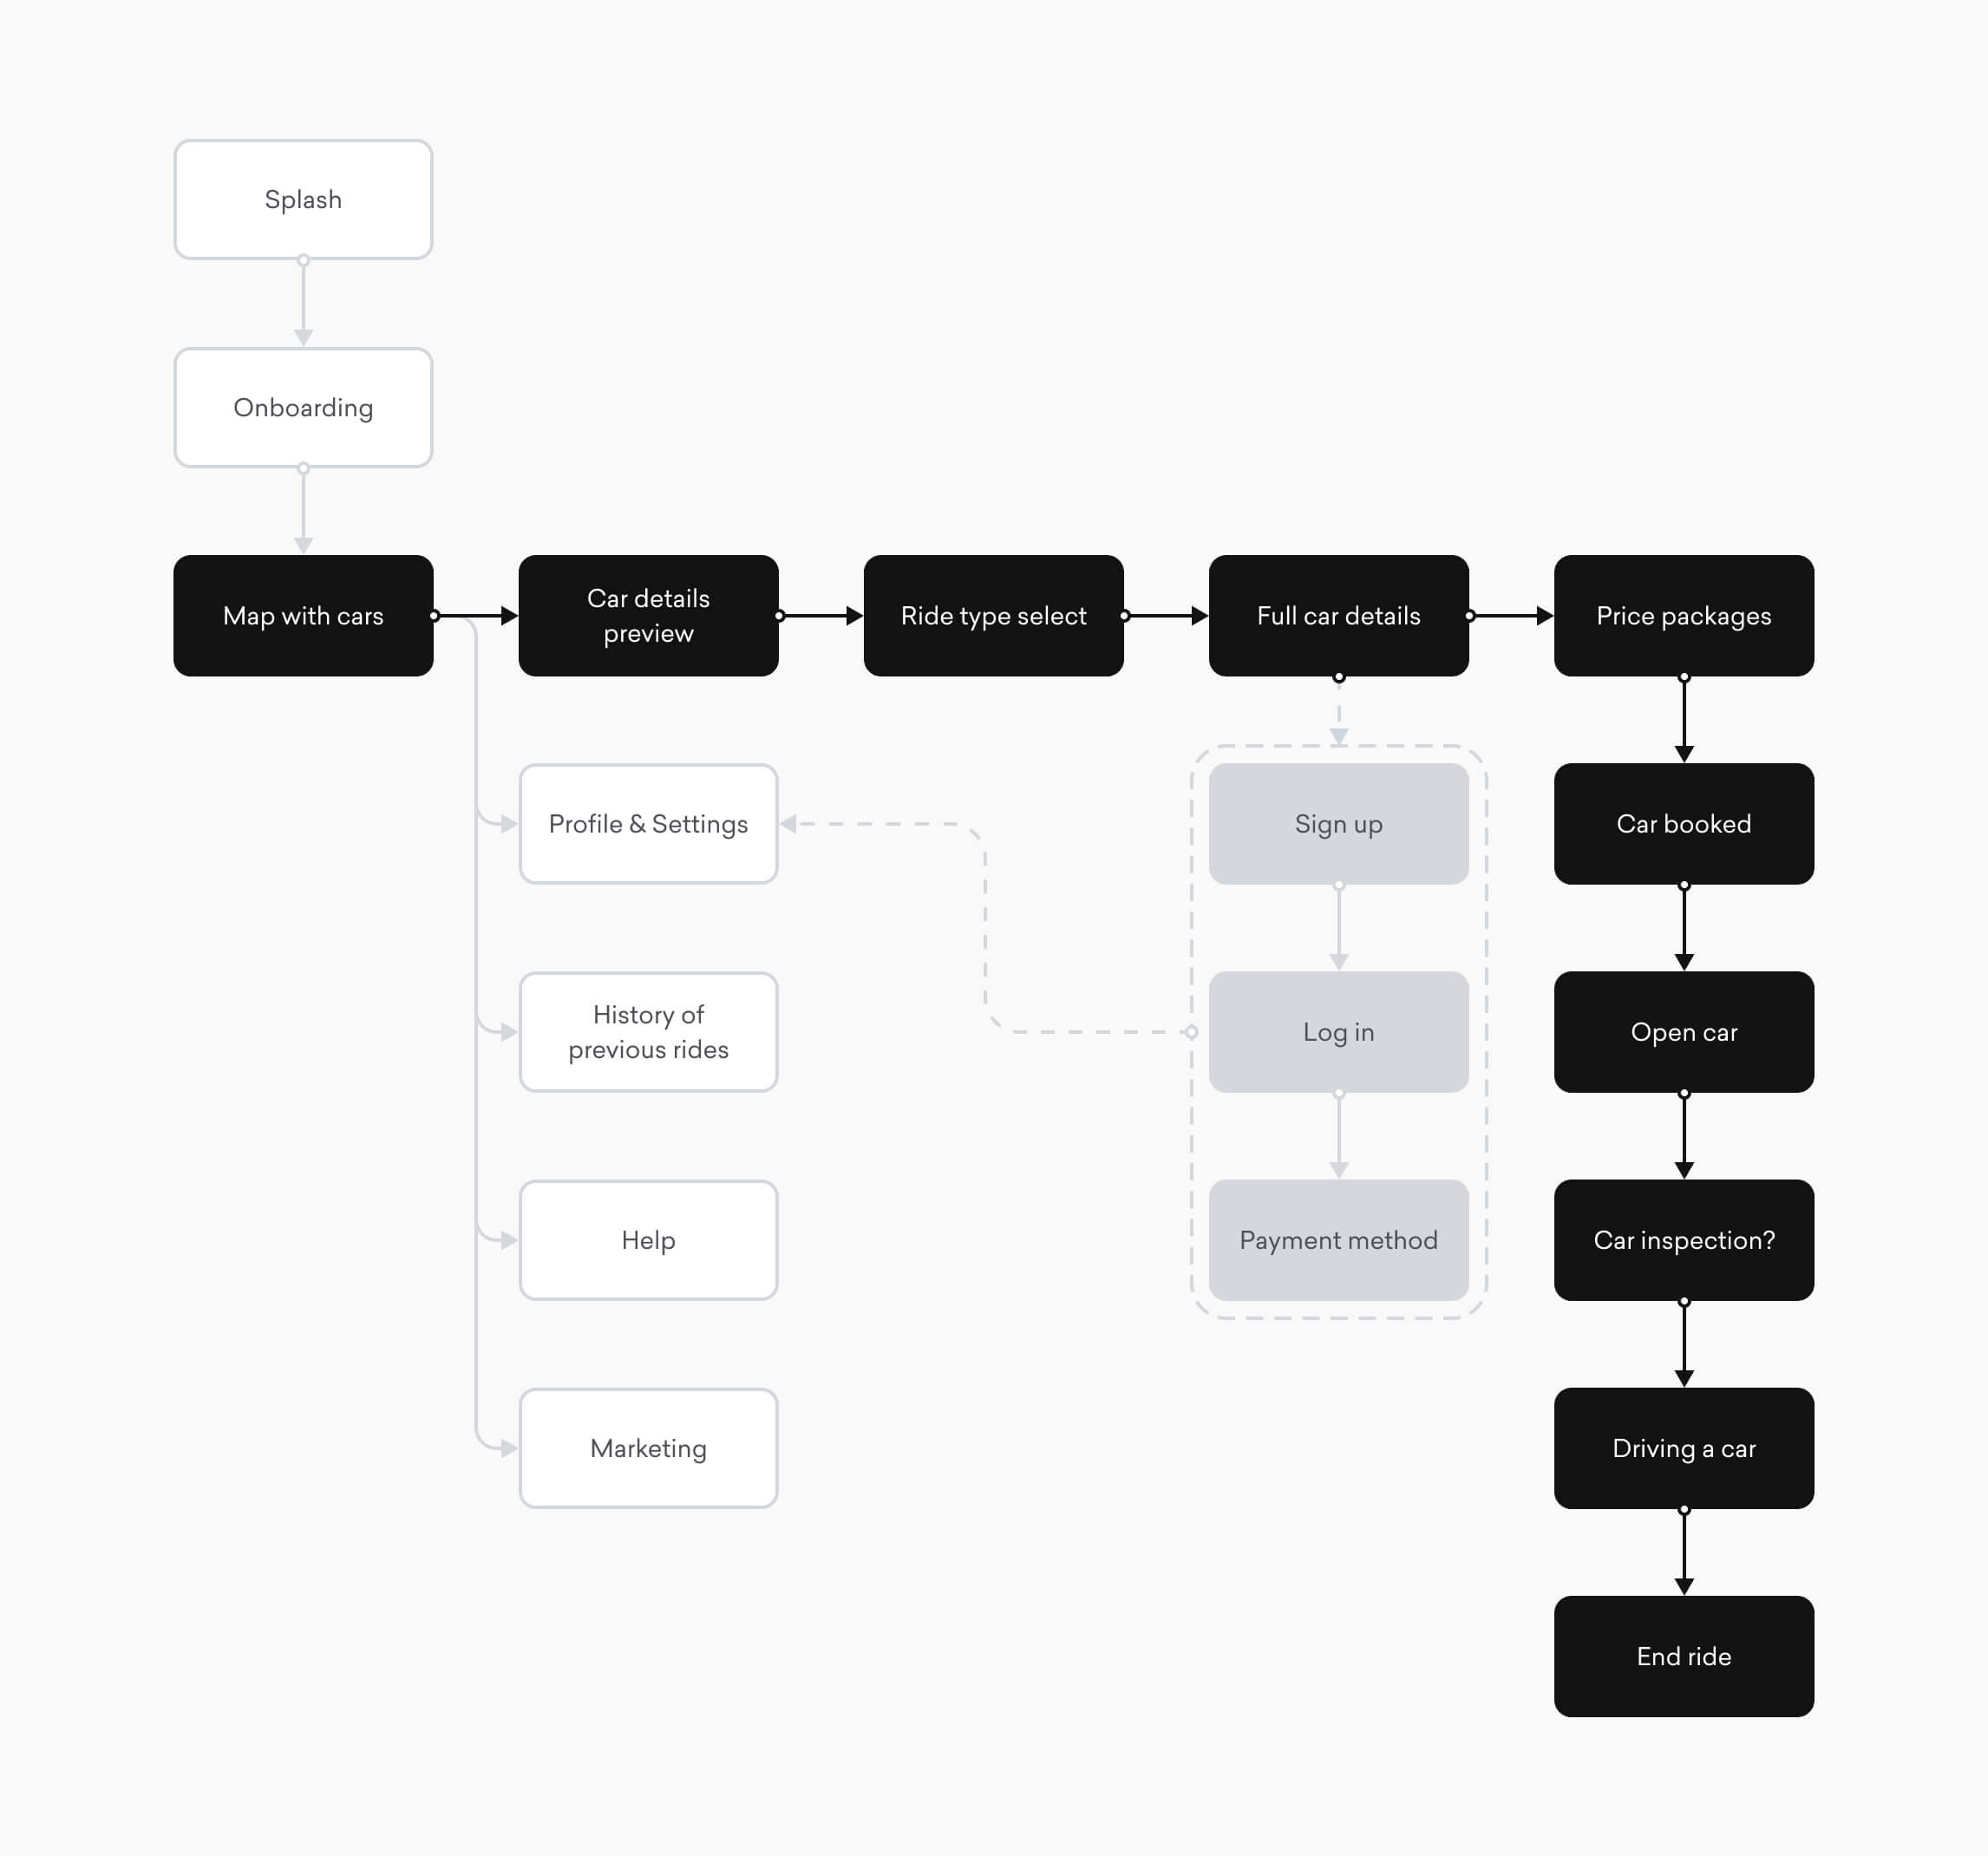 Splash
Onboarding
Map with cars
Car details
preview
Ride type select
Full car details
Price packages
Profile & Settings
Sign up
Car booked
History of
previous rides
Log in
Open car
Help
Payment method
Car inspection?
Marketing
Driving a car
End ride